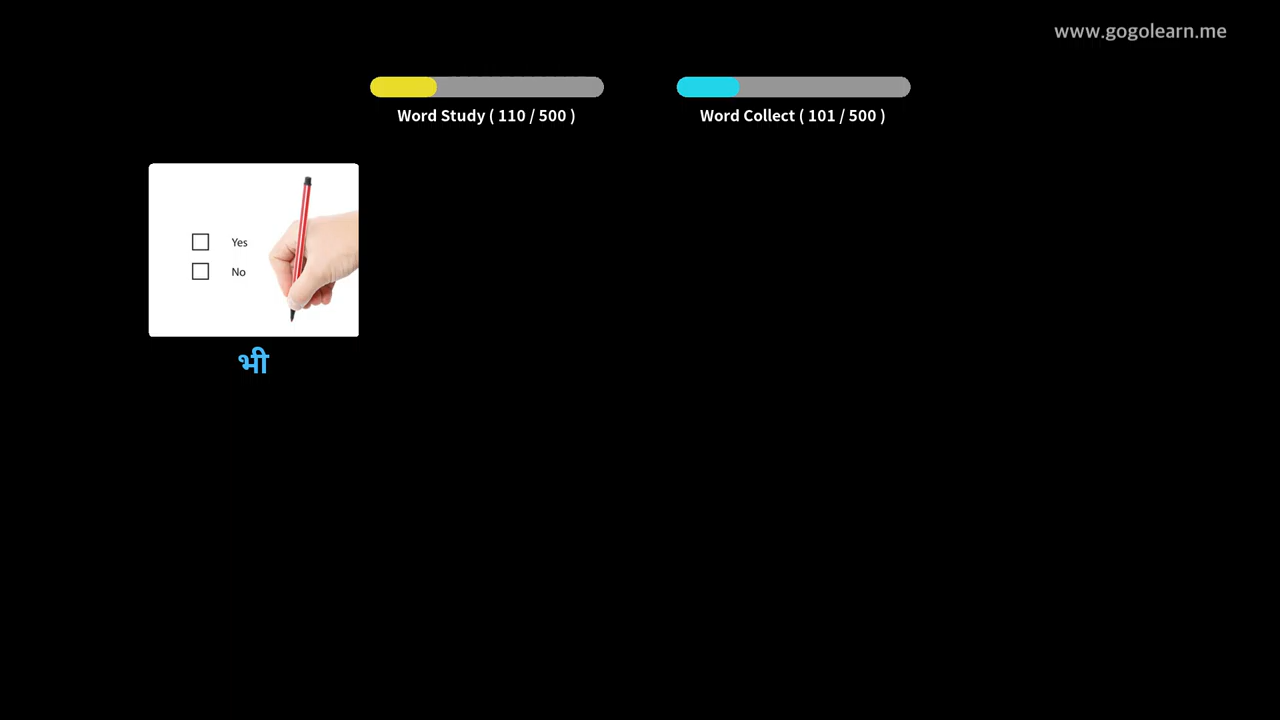 www.gogolearn.me
Word Study ( 110 / 500 )
Word Collect ( 101 / 500 )
Yes
No
भी